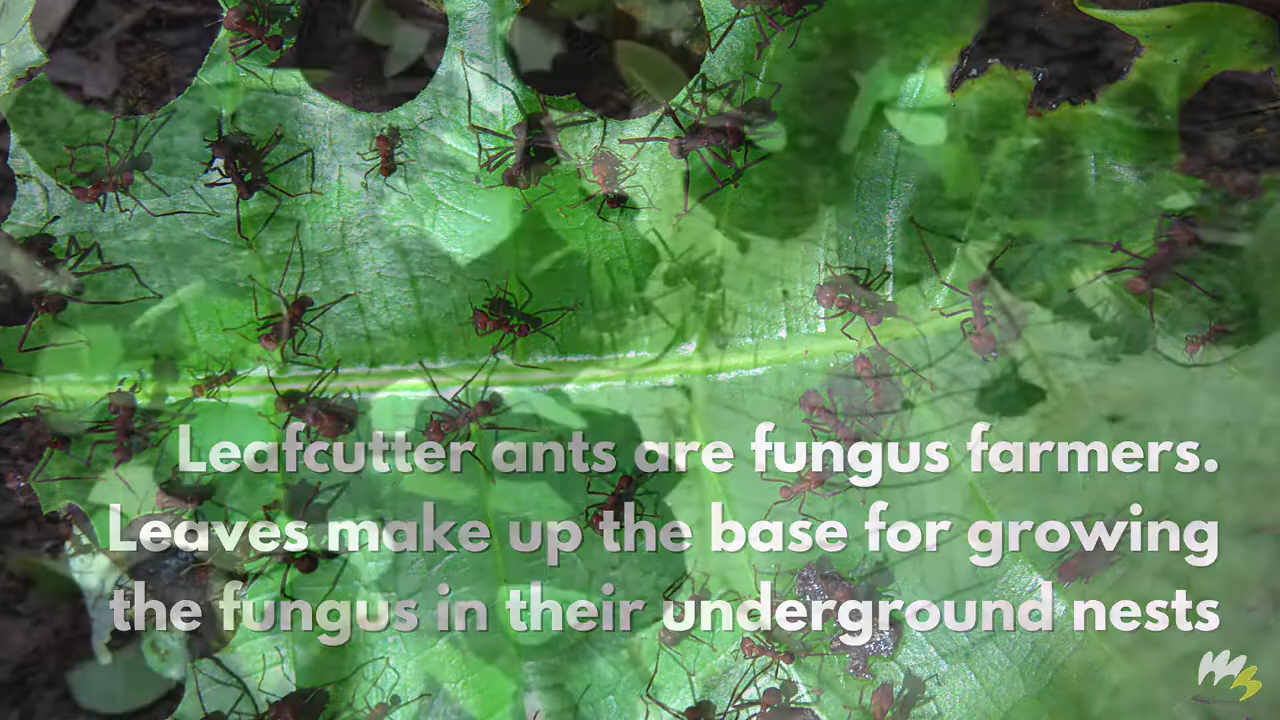 Leafcutter ants are fungus farmers.
Leaves make up the base for growing
the fungus in their underground nests